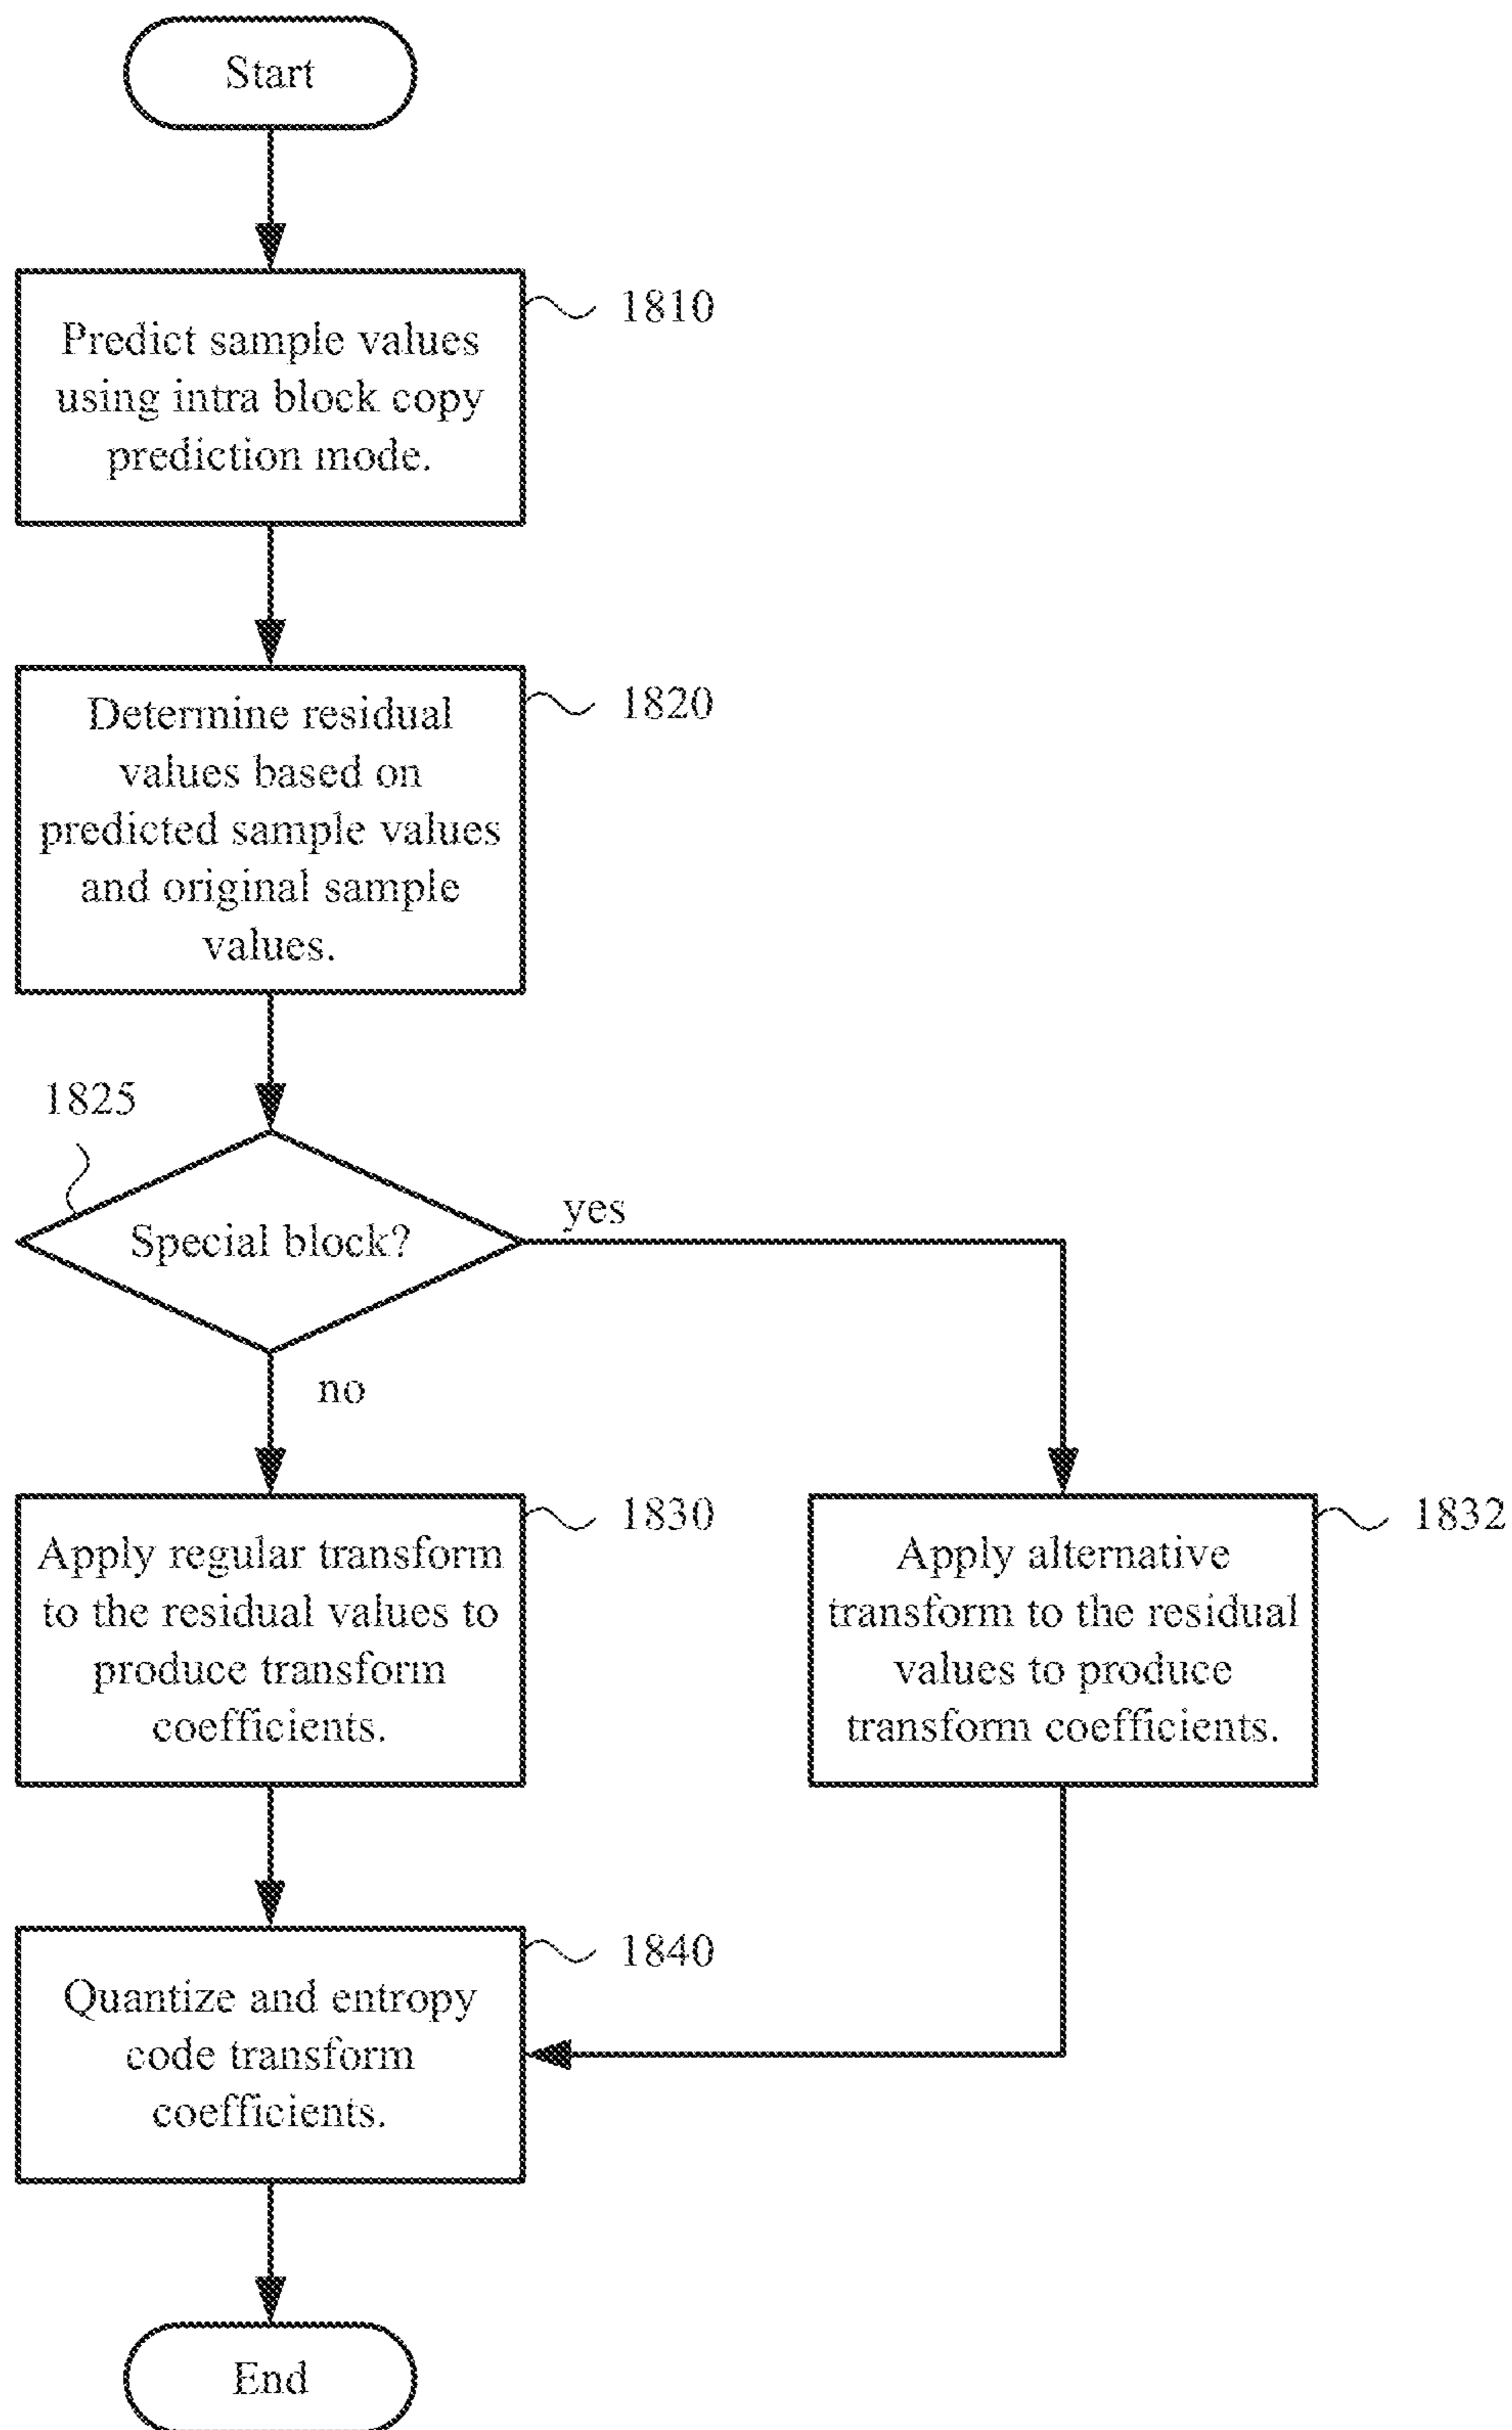 Start
1810
Predict sample values
using intra block copy
prediction mode.
1820
Determine residual
values based on
predicted sample values
and original sample
values.
1825
Special block?
yes
no
1830
Apply regular transform
to the residual values to
produce transform
coefficients.
1832
Apply alternative
transform to the residual
values to produce
transform coefficients.
1840
Quantize and entropy
code transform
coefficients.
End